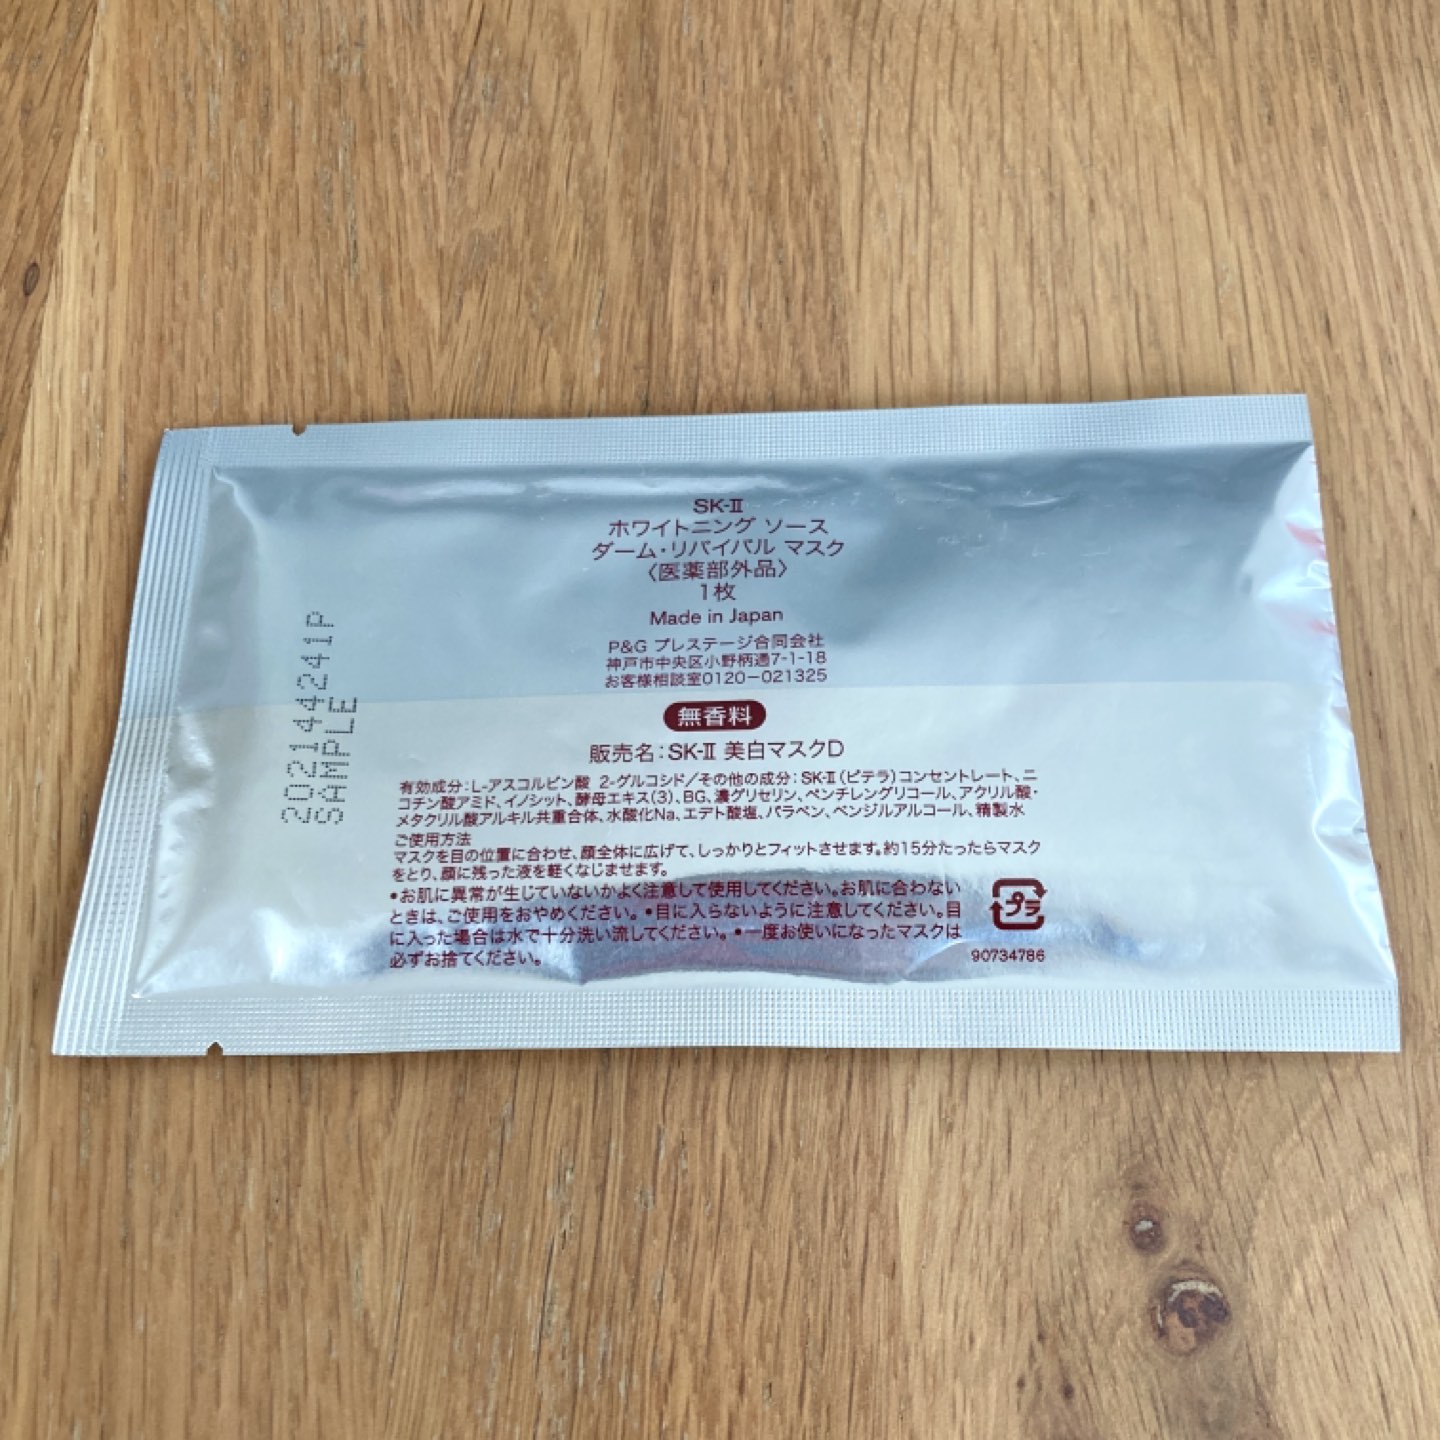 SK-II
ホワイトニング ソース
ダーム・リバイバル マスク
〈医薬部外品〉
1枚
Made in Japan
P&G プレステージ合同会社
神戸市中央区小野柄通7-1-18
お客様相談室0120-021325
無香料
販売名：SK-II 美白マスクD
有効成分：L-アスコルビン酸 2-グルコシド/その他の成分：SK-II(ピテラ)コンセントレート、ニ
コチン酸アミド、イノシット、酵母エキス(3)、BG、濃グリセリン、ペンチレングリコール、アクリル酸・
メタクリル酸アルキル共重合体、水酸化Na、エデト酸塩、パラベン、ベンジルアルコール、精製水
ご使用方法
マスクを目の位置に合わせ、顔全体に広げて、しっかりとフィットさせます。約15分たったらマスク
をとり、顔に残った液を軽くなじませます。
•お肌に異常が生じていないかよく注意して使用してください。お肌に合わない
ときは、ご使用をおやめください。•目に入らないように注意してください。目
に入った場合は水で十分洗い流してください。•一度お使いになったマスクは
必ずお捨てください。
プラ
90734786
202144241P
SAMPLE